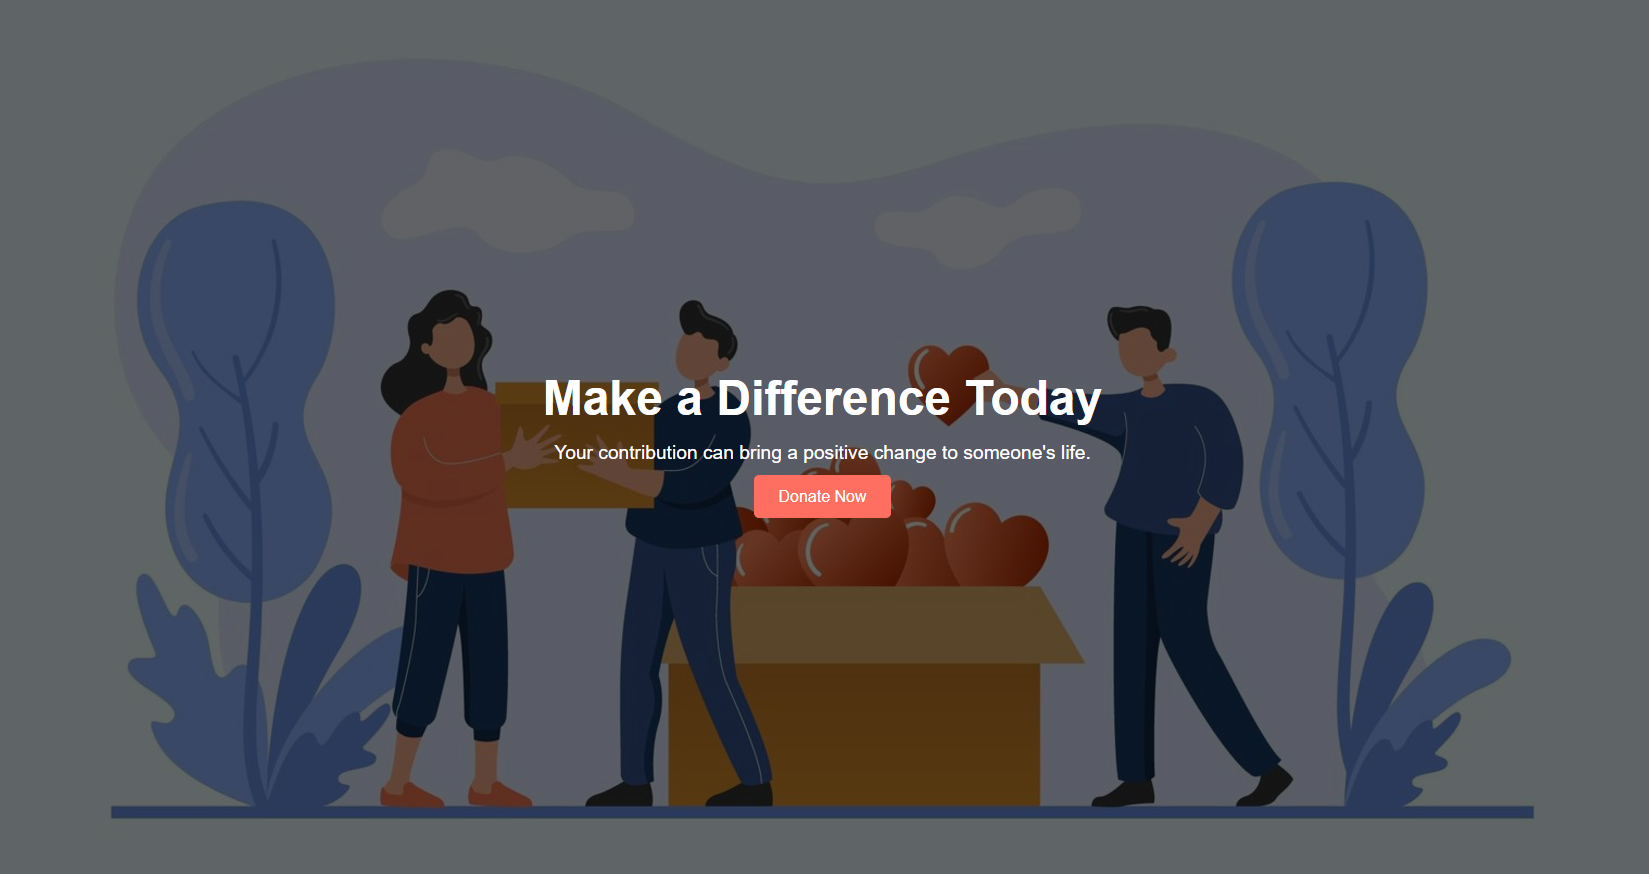 Make a Difference Today
Your contribution can bring a positive change to someone's life.
Donate Now